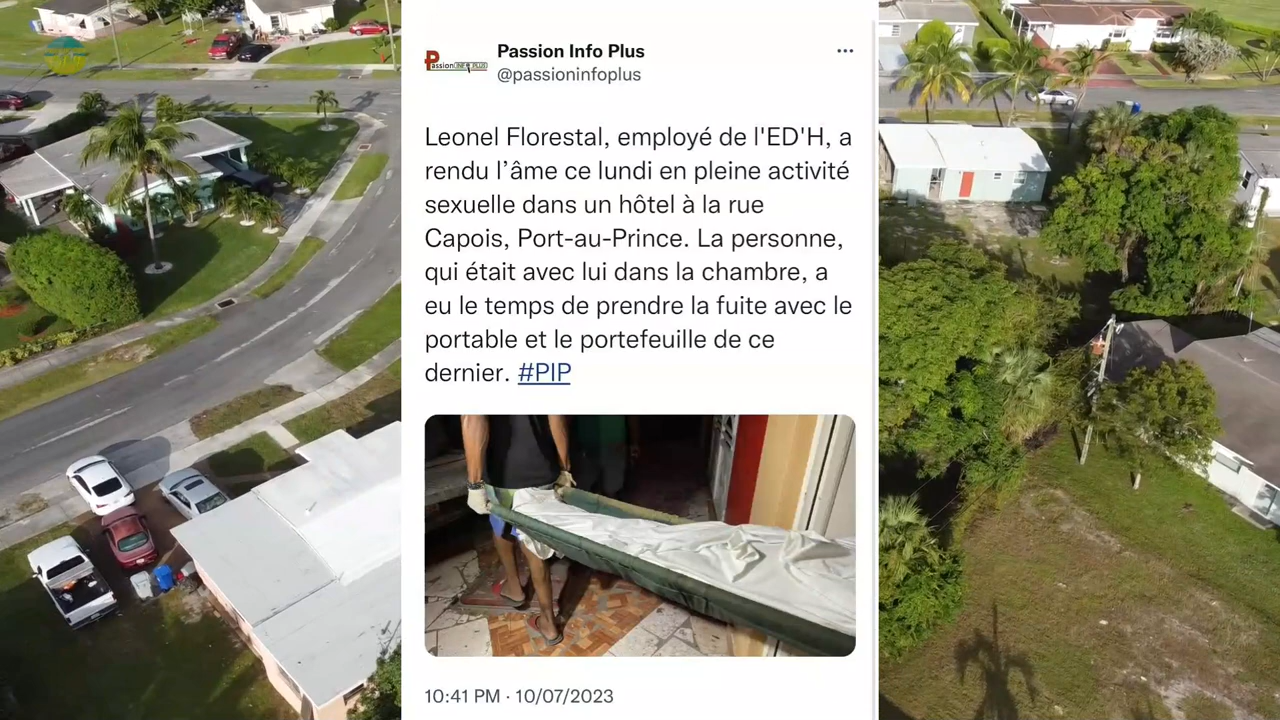 Passion Info Plus
@passioninfoplus
Leonel Florestal, employé de l'ED'H, a
rendu l’âme ce lundi en pleine activité
sexuelle dans un hôtel à la rue
Capois, Port-au-Prince. La personne,
qui était avec lui dans la chambre, a
eu le temps de prendre la fuite avec le
portable et le portefeuille de ce
dernier. #PIP
10:41 PM · 10/07/2023